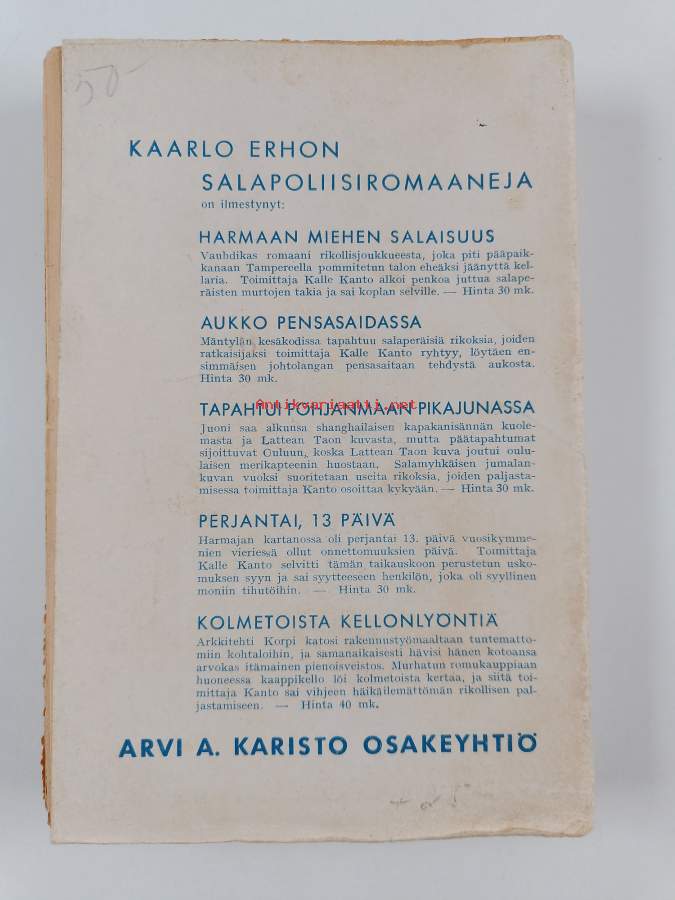 50-
KAARLO ERHON
SALAPOLIISIROMAANEJA
on ilmestynyt:
HARMAAN MIEHEN SALAISUUS
Vauhdikas romaani rikollisjoukkueesta, joka piti pääpaik-
kanaan Tampereella pommitetun talon eheäksi jäänyttä kel-
laria. Toimittaja Kalle Kanto alkoi penkoa juttua salape-
räisten murtojen takia ja sai koplan selville. — Hinta 30 mk.
AUKKO PENSASAIDASSA
Mäntylän kesäkodissa tapahtuu salaperäisiä rikoksia, joiden
ratkaisijaksi toimittaja Kalle Kanto ryhtyy, löytäen en-
simmäisen johtolangan pensasaitaan tehdystä aukosta.
Hinta 30 mk.
Antikvariaatti.net
TAPAHTUI POHJANMAAN PIKAJUNASSA
Juoni saa alkunsa shanghailaisen kapakanisännän kuole-
masta ja Lattean Taon kuvasta, mutta päätapahtumat
sijoittuvat Ouluun, koska Lattean Taon kuva joutui oulu-
laisen merikapteenin huostaan. Salamyhkäisen jumalan-
kuvan vuoksi suoritetaan useita rikoksia, joiden paljasta-
misessa toimittaja Kanto osoittaa kykyään. — Hinta 30 mk.
PERJANTAI, 13 PÄIVÄ
Harmajan kartanossa oli perjantai 13. päivä vuosikymme-
nien vieriessä ollut onnettomuuksien päivä. Toimittaja
Kalle Kanto selvitti tämän taikauskoon perustetun usko-
muksen syyn ja sai syytteeseen henkilön, joka oli syyllinen
moniin tihutöihin. — Hinta 30 mk.
KOLMETOISTA KELLONLYÖNTIÄ
Arkkitehti Korpi katosi rakennustyömaaltaan tuntematto-
miin kohtaloihin, ja samanaikaisesti hävisi hänen kotoansa
arvokas itämainen pienoisveistos. Murhatun romukauppiaan
huoneessa kaappikello löi kolmetoista kertaa, ja siitä toi-
mittaja Kanto sai vihjeen häikäilemättömän rikollisen pal-
jastamiseen. — Hinta 40 mk.
ARVI A. KARISTO OSAKEYHTIÖ